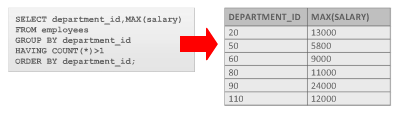 SELECT department_id,MAX(salary)
FROM employees
GROUP BY department_id
HAVING COUNT(*)>1
ORDER BY department_id;
DEPARTMENT_ID MAX(SALARY)
20 13000
50 5800
60 9000
80 11000
90 24000
110 12000